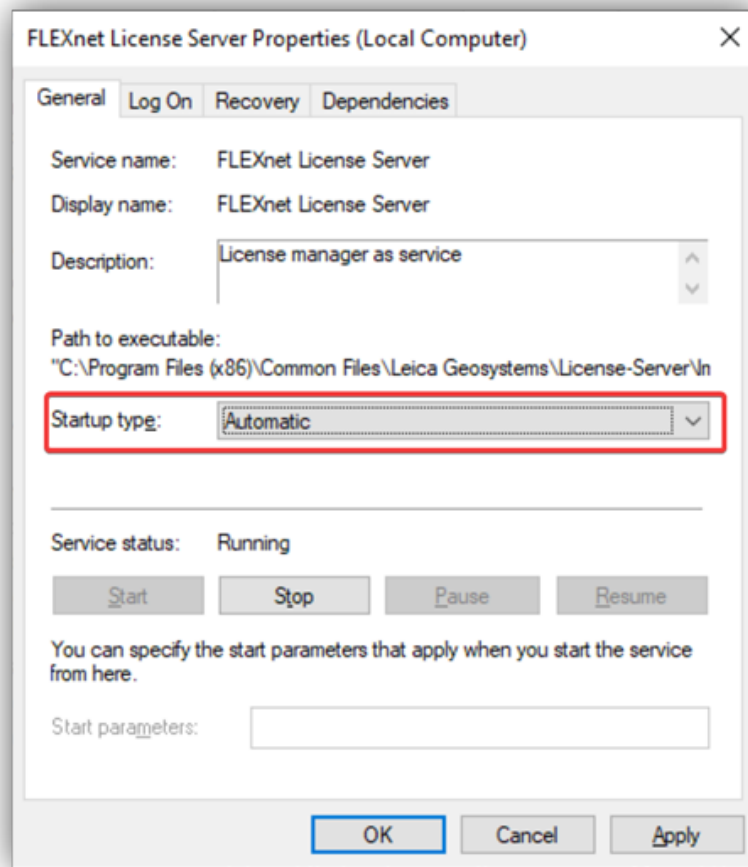 FLEXnet License Server Properties (Local Computer)
General Log On Recovery Dependencies
Service name: FLEXnet License Server
Display name: FLEXnet License Server
Description: License manager as service
Path to executable:
"C:\Program Files (x86)\Common Files\Leica Geosystems\License-Server\In
Startup type: Automatic
Service status: Running
Start Stop Pause Resume
You can specify the start parameters that apply when you start the service
from here.
Start parameters:
OK Cancel Apply